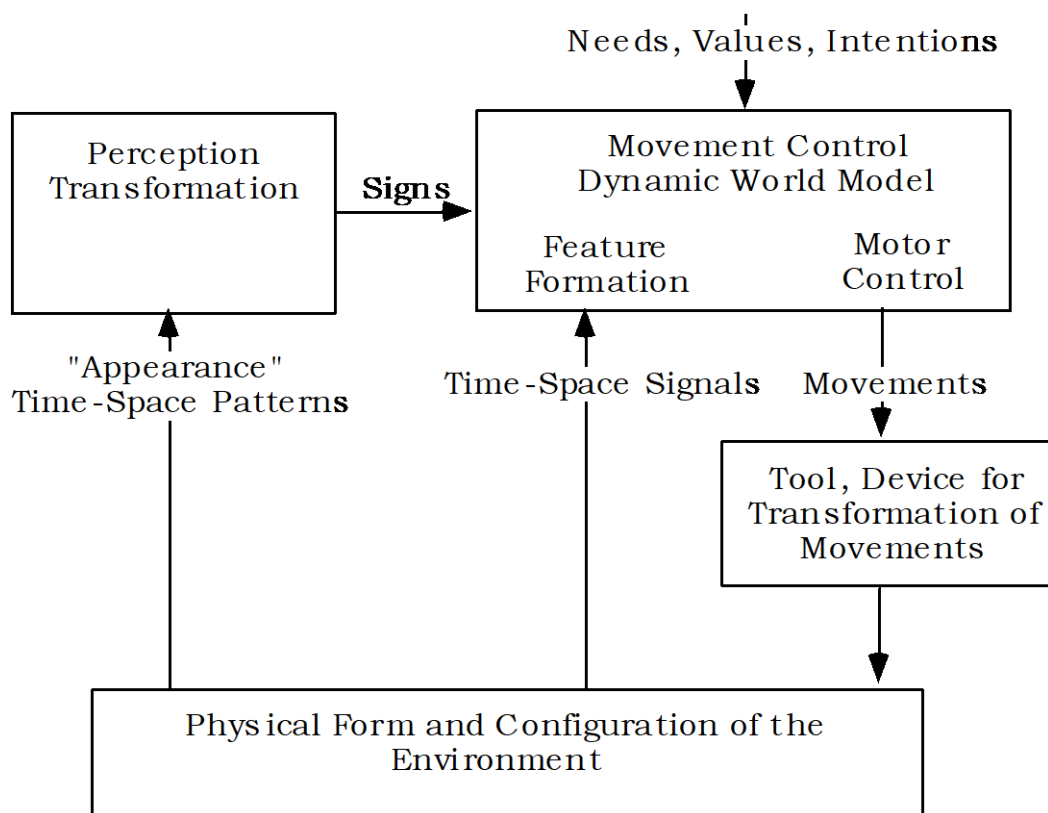 Needs, Values, Intentions
Perception
Transformation
Signs
Movement Control
Dynamic World Model
Feature
Formation
Motor
Control
"Appearance"
Time-Space Patterns
Time-Space Signals
Movements
Tool, Device for
Transformation of
Movements
Physical Form and Configuration of the
Environment